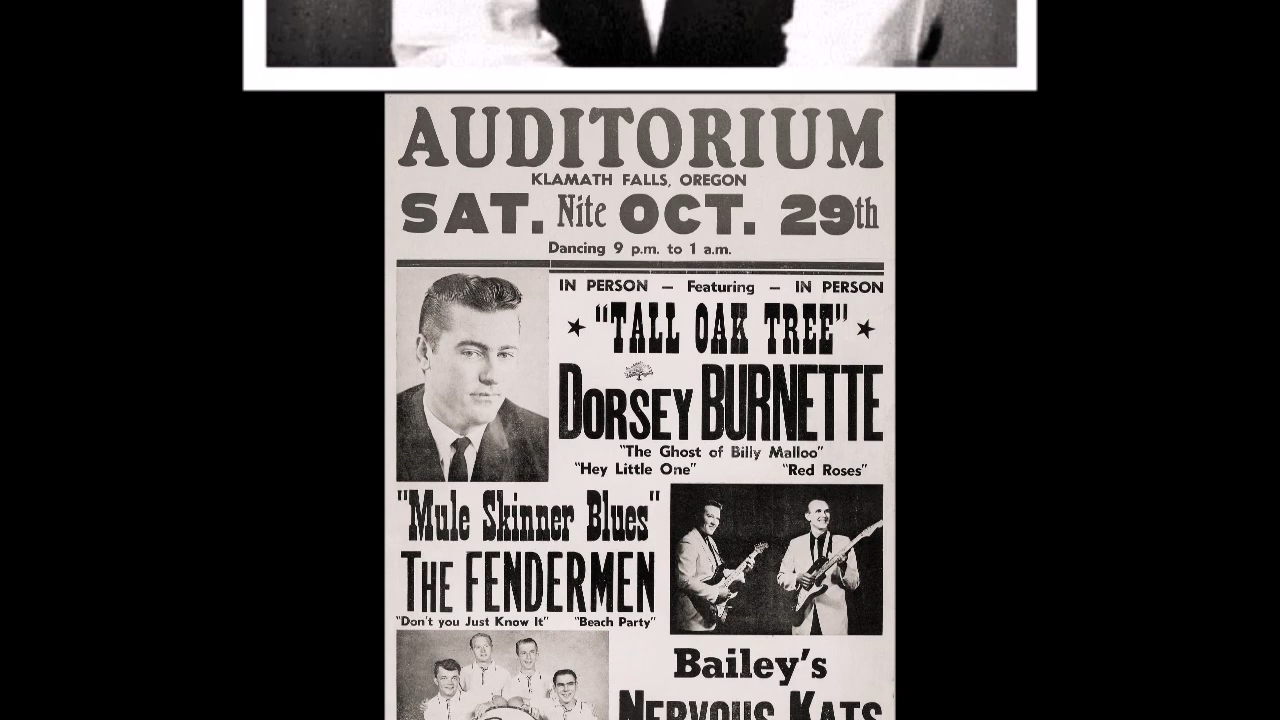 AUDITORIUM
KLAMATH FALLS, OREGON
SAT. Nite OCT. 29th
Dancing 9 p.m. to 1 a.m.
IN PERSON — Featuring — IN PERSON
"TALL OAK TREE"
DORSEY BURNETTE
"The Ghost of Billy Malloo"
"Hey Little One" "Red Roses"
"Mule Skinner Blues"
THE FENDERMEN
"Don't you Just Know It" "Beach Party"
Bailey's
NERVOUS KATS